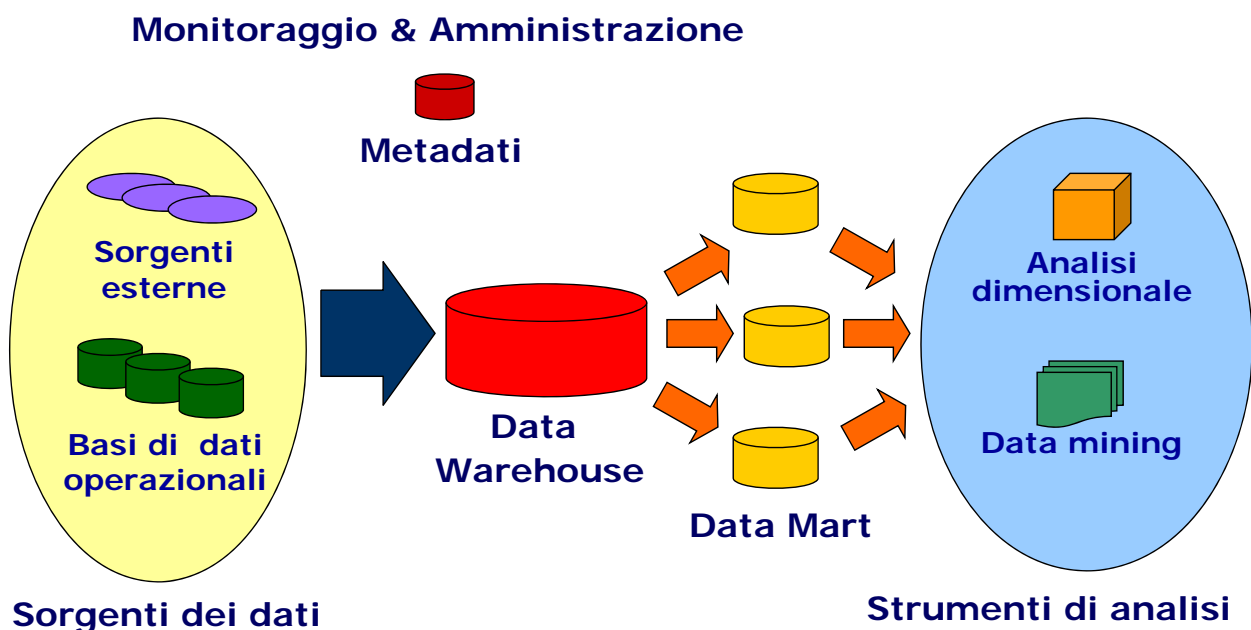 Monitoraggio & Amministrazione
Metadati
Sorgenti
esterne
Basi di dati
operazionali
Sorgenti dei dati
Data
Warehouse
Data Mart
Analisi
dimensionale
Data mining
Strumenti di analisi